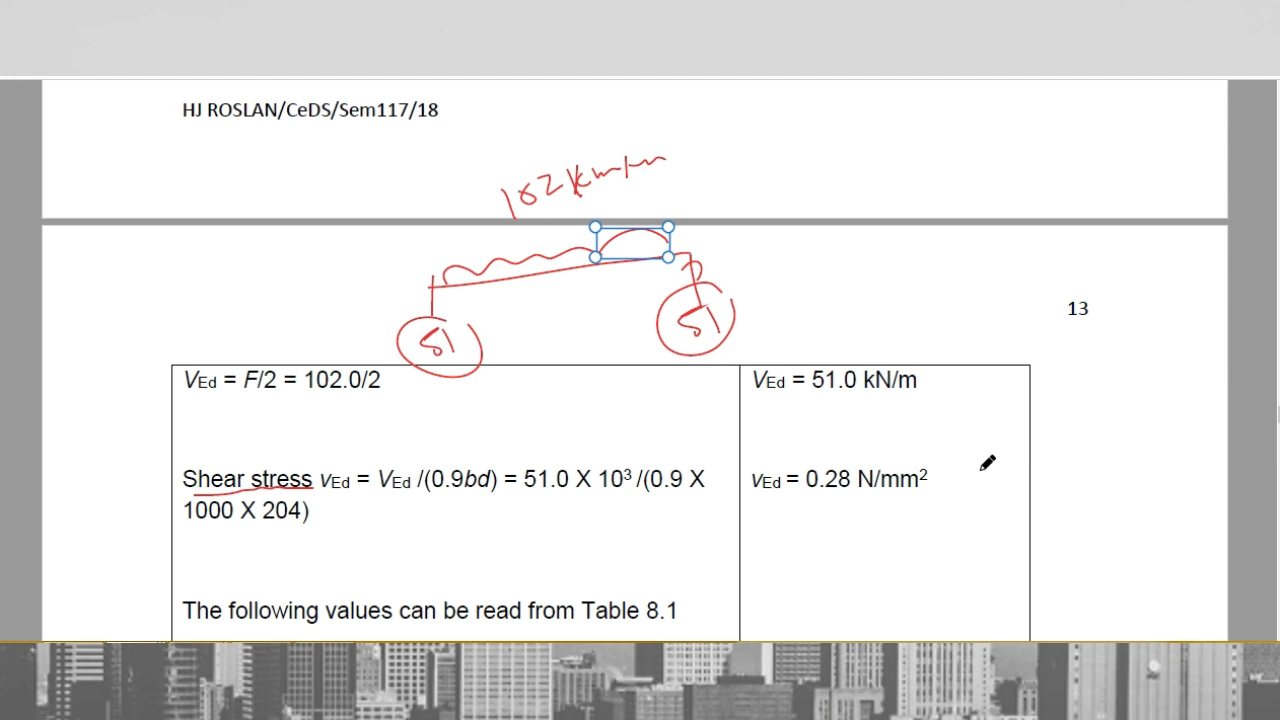 HJ ROSLAN/CeDS/Sem117/18
102 km/m
51
51
13
VEd = F/2 = 102.0/2
VEd = 51.0 kN/m
Shear stress vEd = VEd /(0.9bd) = 51.0 X 10³ /(0.9 X
1000 X 204)
vEd = 0.28 N/mm²
The following values can be read from Table 8.1